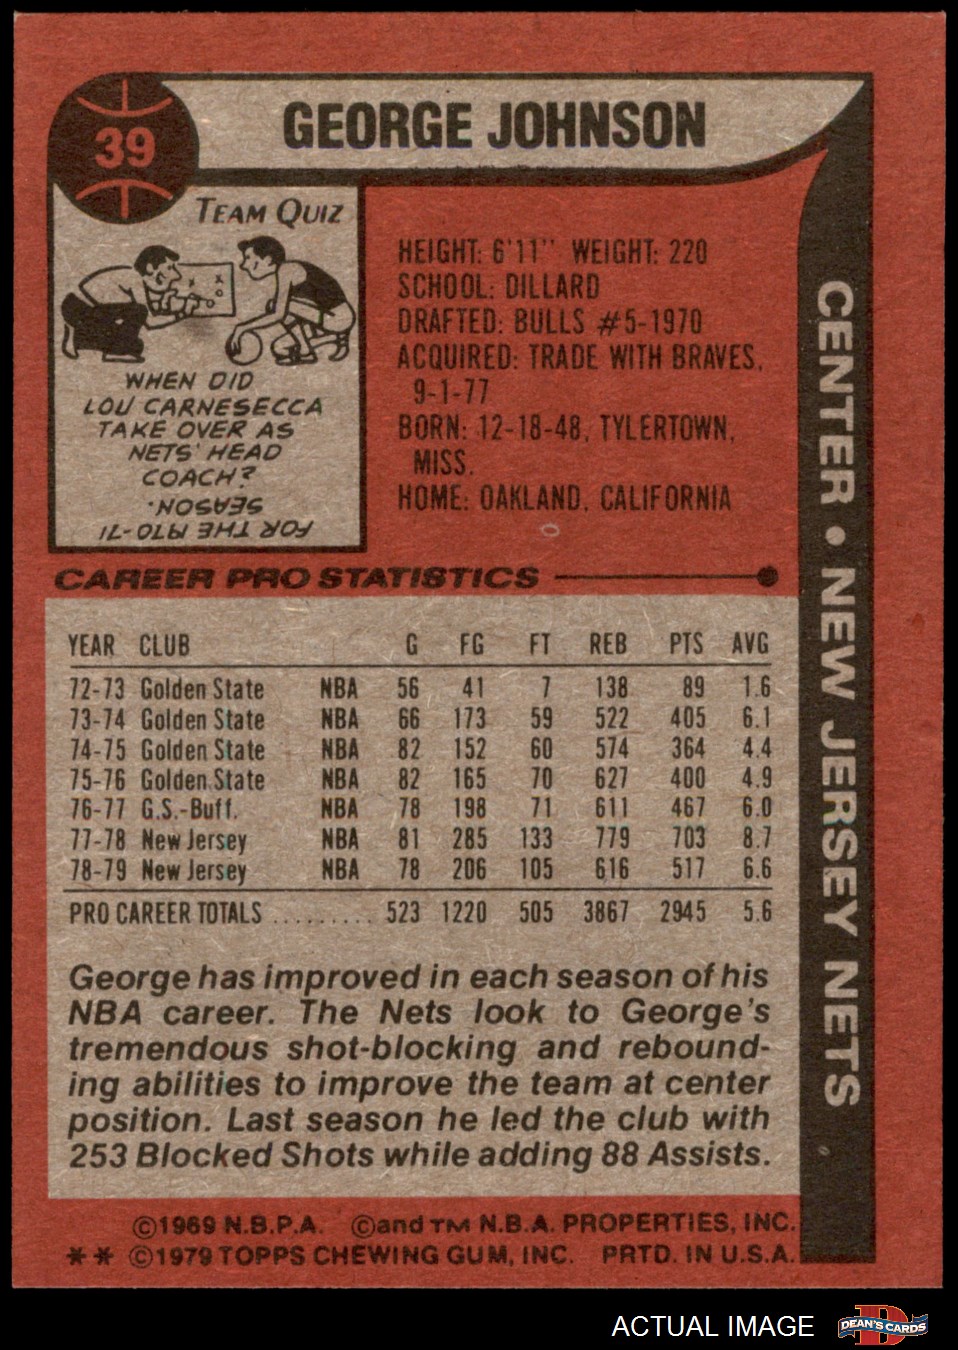 39
GEORGE JOHNSON
TEAM QUIZ
WHEN DID
LOU CARNESECCA
TAKE OVER AS
NETS' HEAD
COACH?
FOR THE 1970-71
SEASON.
HEIGHT: 6'11" WEIGHT: 220
SCHOOL: DILLARD
DRAFTED: BULLS #5-1970
ACQUIRED: TRADE WITH BRAVES,
9-1-77
BORN: 12-18-48, TYLERTOWN,
MISS.
HOME: OAKLAND, CALIFORNIA
CENTER • NEW JERSEY NETS
CAREER PRO STATISTICS
YEAR CLUB G FG FT REB PTS AVG
72-73 Golden State NBA 56 41 7 138 89 1.6
73-74 Golden State NBA 66 173 59 522 405 6.1
74-75 Golden State NBA 82 152 60 574 364 4.4
75-76 Golden State NBA 82 165 70 627 400 4.9
76-77 G.S.-Buff. NBA 78 198 71 611 467 6.0
77-78 New Jersey NBA 81 285 133 779 703 8.7
78-79 New Jersey NBA 78 206 105 616 517 6.6
PRO CAREER TOTALS ......... 523 1220 505 3867 2945 5.6
George has improved in each season of his
NBA career. The Nets look to George's
tremendous shot-blocking and rebound-
ing abilities to improve the team at center
position. Last season he led the club with
253 Blocked Shots while adding 88 Assists.
©1969 N.B.P.A. ©and TM N.B.A. PROPERTIES, INC.
** ©1979 TOPPS CHEWING GUM, INC. PRTD. IN U.S.A.
ACTUAL IMAGE
D
DEAN'S CARDS